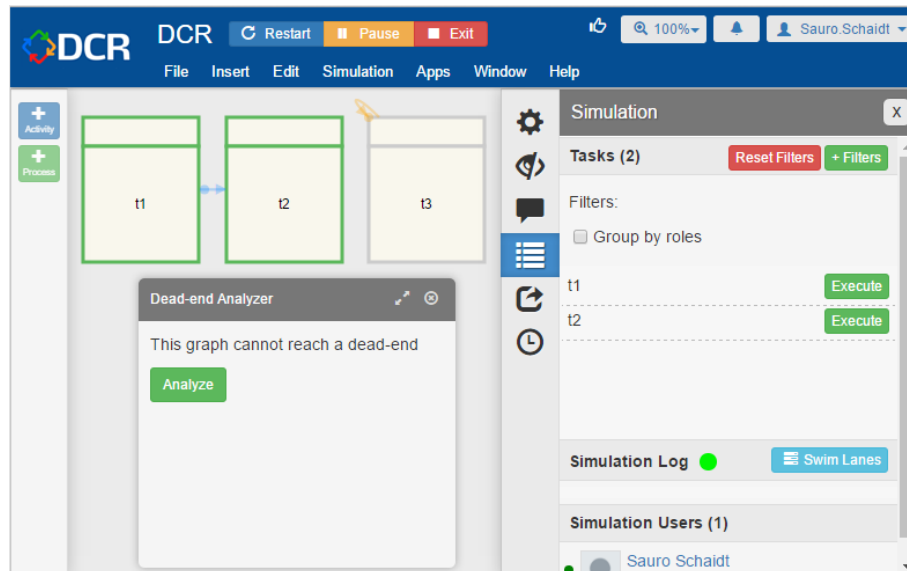 DCR
DCR
Restart
Pause
Exit
100%
Sauro.Schaidt
File Insert Edit Simulation Apps Window Help
Activity
Process
t1
t2
t3
Dead-end Analyzer
This graph cannot reach a dead-end
Analyze
Simulation
X
Tasks (2)
Reset Filters
+ Filters
Filters:
Group by roles
t1
Execute
t2
Execute
Simulation Log
Swim Lanes
Simulation Users (1)
Sauro Schaidt